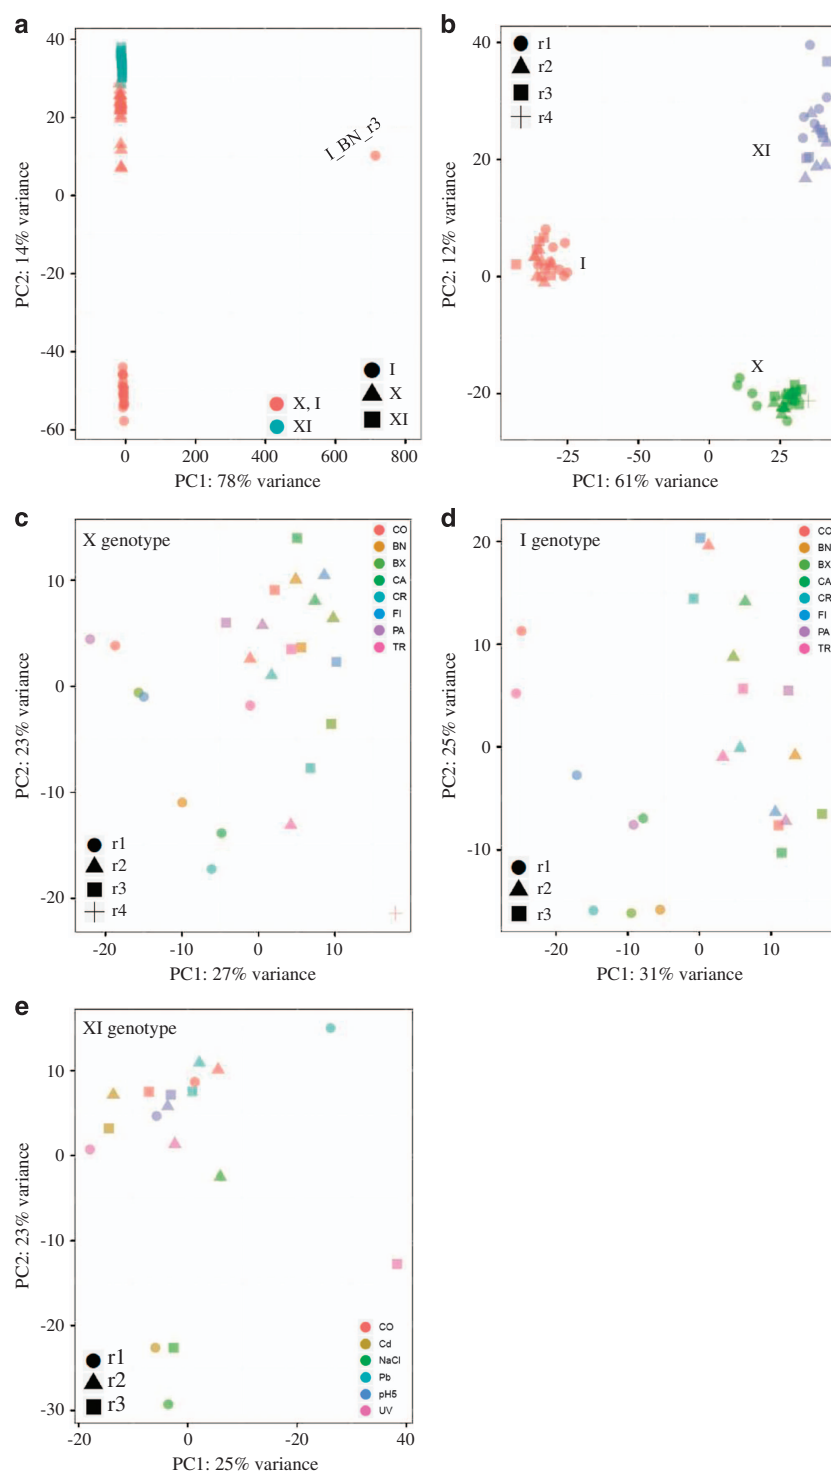 a
40
20
0
-20
-40
-60
PC2: 14% variance
I_BN_r3
X, I
XI
I
X
XI
0
200
400
600
800
PC1: 78% variance
b
r1
r2
r3
r4
40
20
0
-20
PC2: 12% variance
XI
I
X
-25
-50
0
25
PC1: 61% variance
c
X genotype
CO
BN
BX
CA
CR
FI
PA
TR
10
0
-10
-20
PC2: 23% variance
r1
r2
r3
r4
-20
-10
0
10
PC1: 27% variance
d
I genotype
CO
BN
BX
CA
CR
FI
PA
TR
20
10
0
-10
PC2: 25% variance
r1
r2
r3
-20
-10
0
10
PC1: 31% variance
e
XI genotype
10
0
-10
-20
-30
PC2: 23% variance
r1
r2
r3
CO
Cd
NaCl
Pb
pH5
UV
-20
0
-20
40
PC1: 25% variance